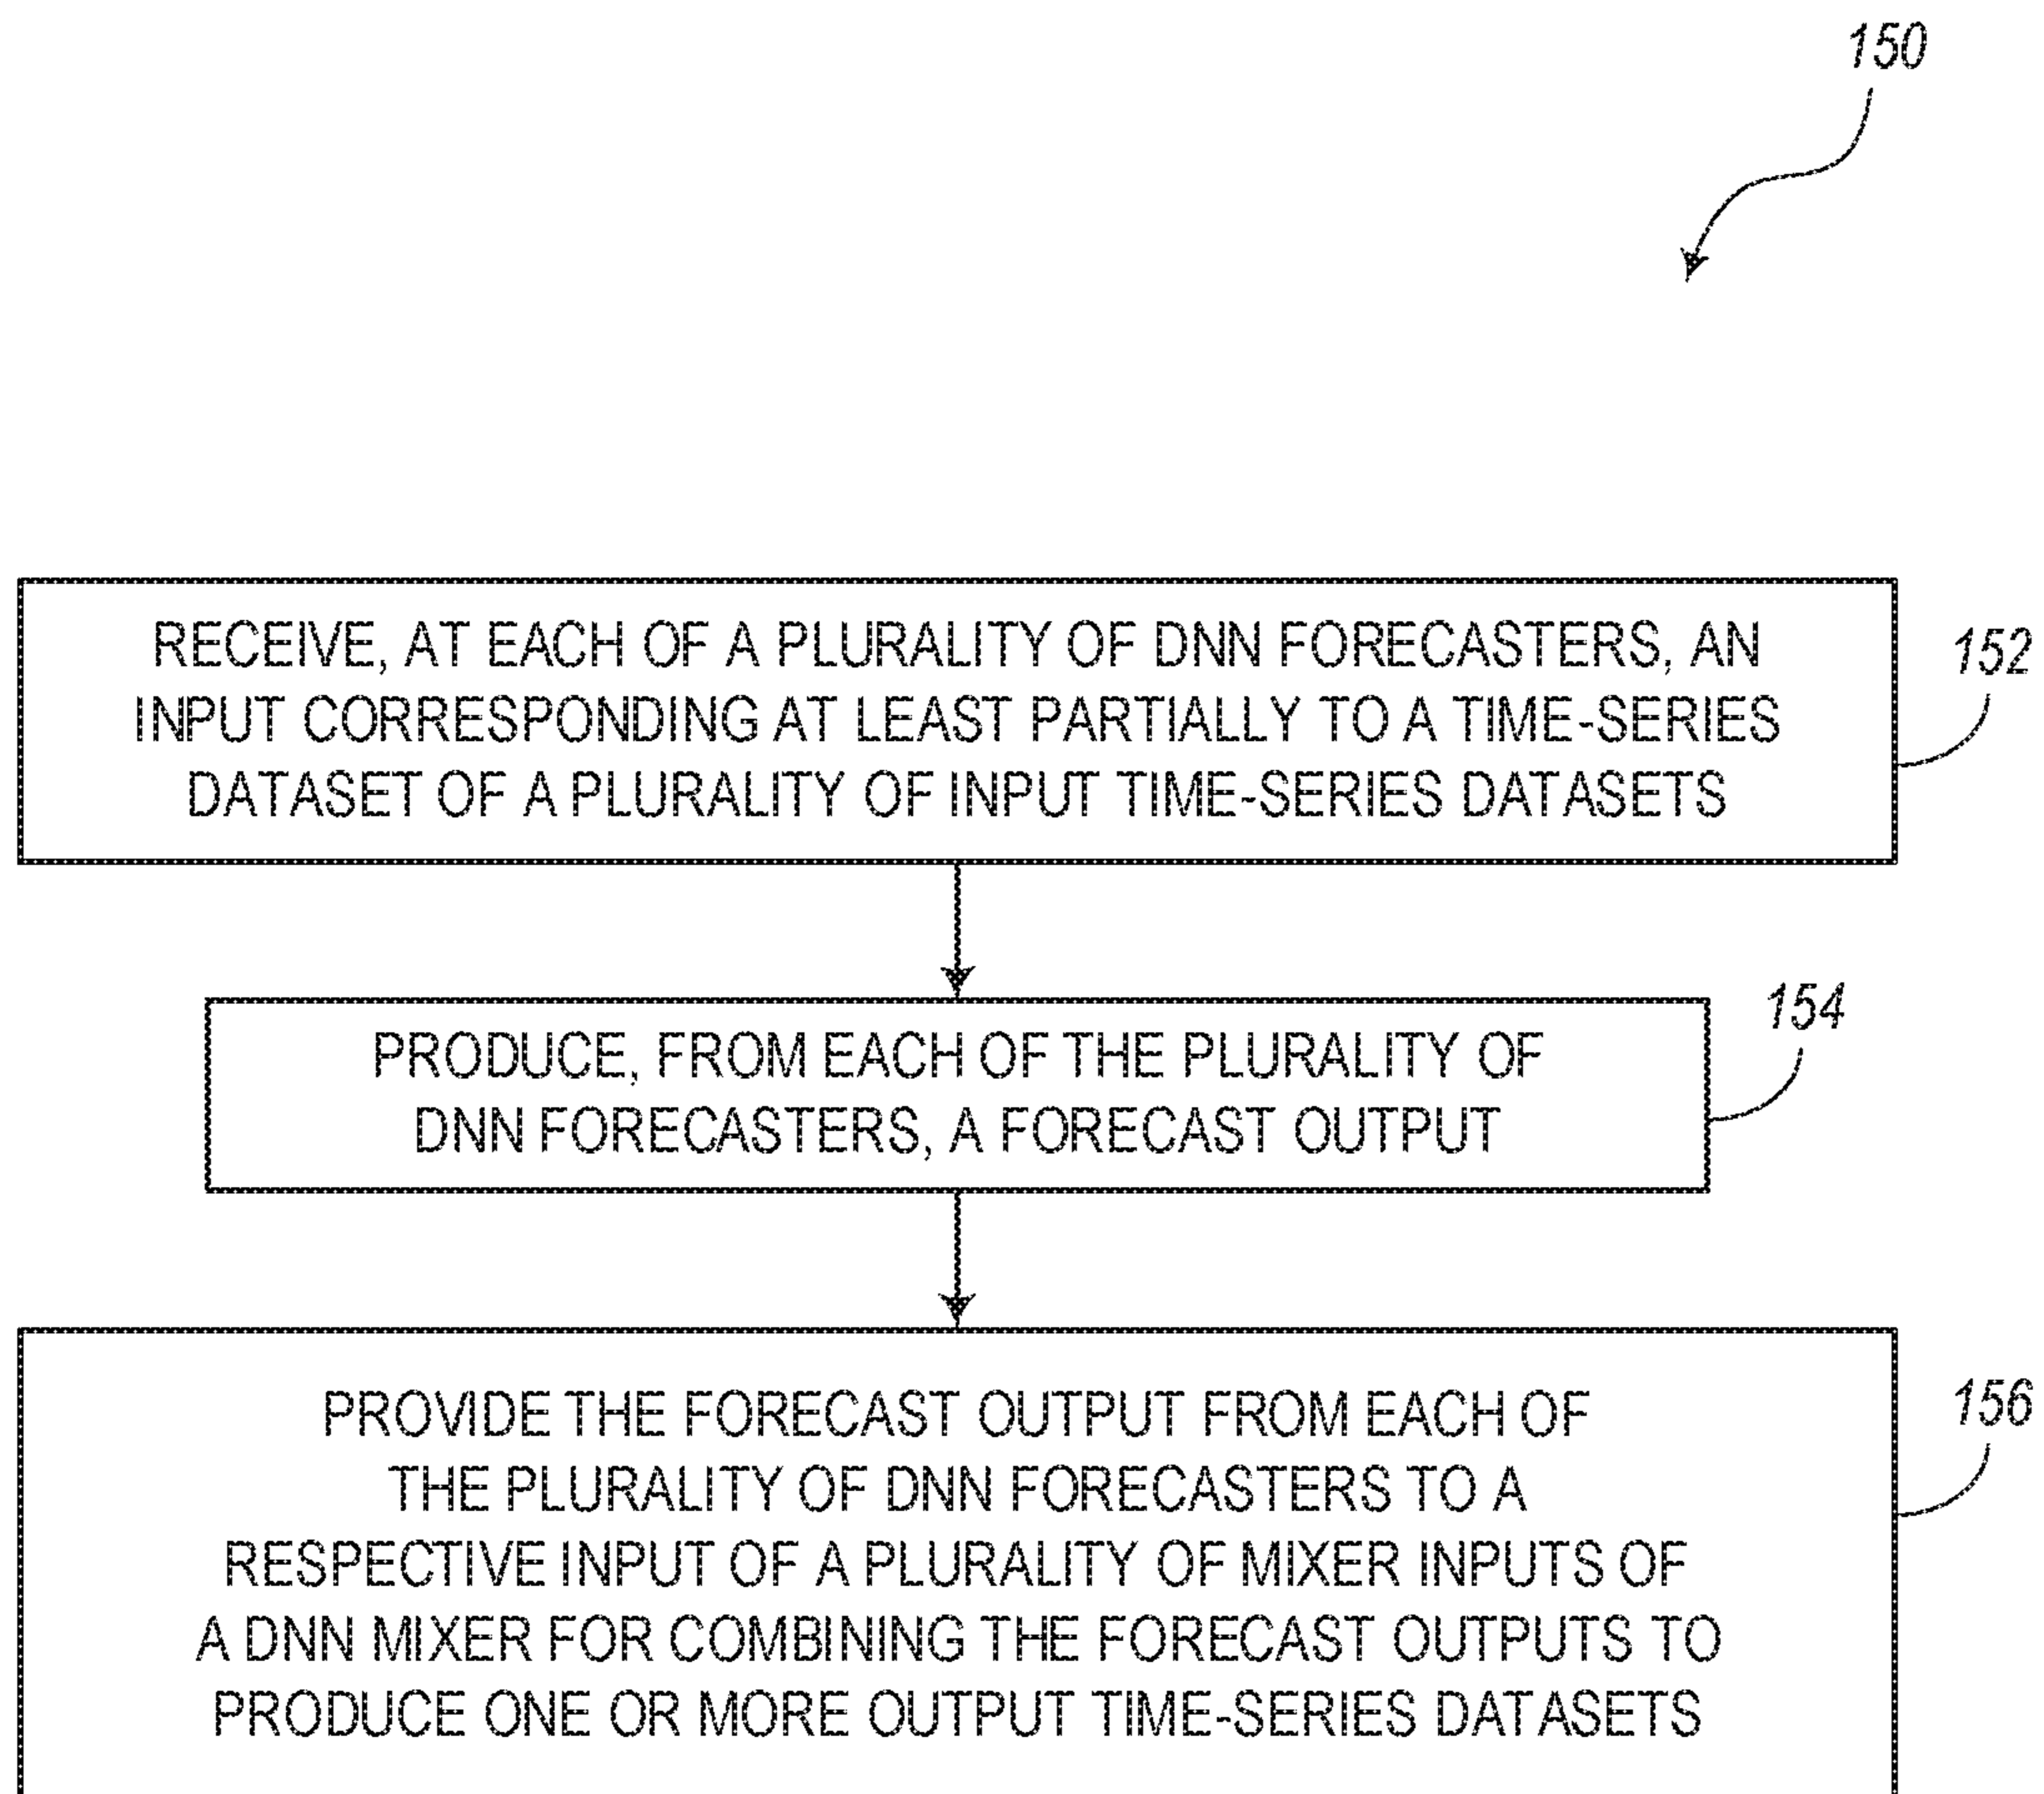 150
RECEIVE, AT EACH OF A PLURALITY OF DNN FORECASTERS, AN
INPUT CORRESPONDING AT LEAST PARTIALLY TO A TIME-SERIES
DATASET OF A PLURALITY OF INPUT TIME-SERIES DATASETS
152
PRODUCE, FROM EACH OF THE PLURALITY OF
DNN FORECASTERS, A FORECAST OUTPUT
154
PROVIDE THE FORECAST OUTPUT FROM EACH OF
THE PLURALITY OF DNN FORECASTERS TO A
RESPECTIVE INPUT OF A PLURALITY OF MIXER INPUTS OF
A DNN MIXER FOR COMBINING THE FORECAST OUTPUTS TO
PRODUCE ONE OR MORE OUTPUT TIME-SERIES DATASETS
156